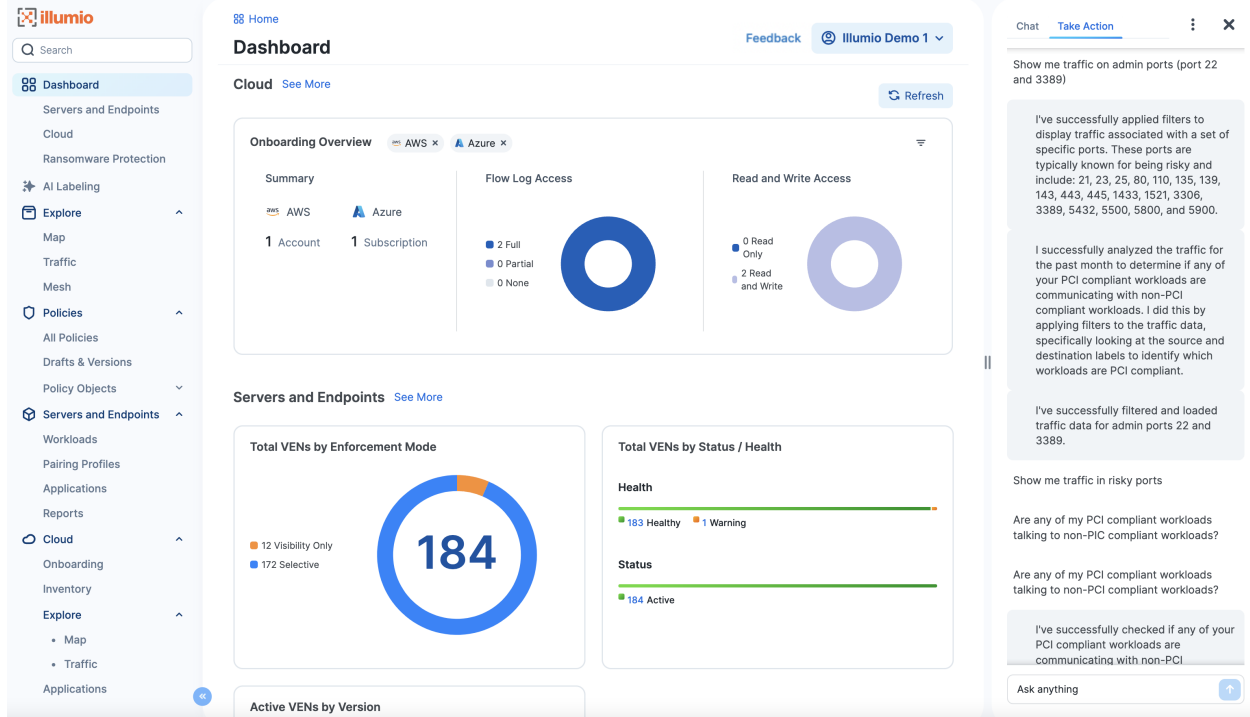 illumio
Search
Dashboard
Servers and Endpoints
Cloud
Ransomware Protection
AI Labeling
Explore
Map
Traffic
Mesh
Policies
All Policies
Drafts & Versions
Policy Objects
Servers and Endpoints
Workloads
Pairing Profiles
Applications
Reports
Cloud
Onboarding
Inventory
Explore
• Map
• Traffic
Applications
«
Home
Dashboard
Feedback
Illumio Demo 1
Cloud See More
Refresh
Onboarding Overview
aws AWS ×
Azure ×
Summary
aws AWS
Azure
1 Account
1 Subscription
Flow Log Access
2 Full
0 Partial
0 None
Read and Write Access
0 Read
Only
2 Read
and Write
Servers and Endpoints See More
Total VENs by Enforcement Mode
12 Visibility Only
172 Selective
184
Total VENs by Status / Health
Health
183 Healthy 1 Warning
Status
184 Active
Active VENs by Version
Chat Take Action
Show me traffic on admin ports (port 22
and 3389)
I've successfully applied filters to
display traffic associated with a set of
specific ports. These ports are
typically known for being risky and
include: 21, 23, 25, 80, 110, 135, 139,
143, 443, 445, 1433, 1521, 3306,
3389, 5432, 5500, 5800, and 5900.
I successfully analyzed the traffic for
the past month to determine if any of
your PCI compliant workloads are
communicating with non-PCI
compliant workloads. I did this by
applying filters to the traffic data,
specifically looking at the source and
destination labels to identify which
workloads are PCI compliant.
I've successfully filtered and loaded
traffic data for admin ports 22 and
3389.
Show me traffic in risky ports
Are any of my PCI compliant workloads
talking to non-PIC compliant workloads?
Are any of my PCI compliant workloads
talking to non-PCI compliant workloads?
I've successfully checked if any of your
PCI compliant workloads are
communicating with non-PCI
Ask anything